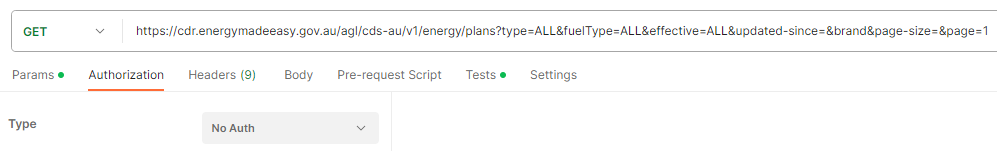 GET https://cdr.energymadeeasy.gov.au/agl/cds-au/v1/energy/plans?type=ALL&fuelType=ALL&effective=ALL&updated-since=&brand&page-size=&page=1
Params Authorization Headers (9) Body Pre-request Script Tests Settings
Type No Auth